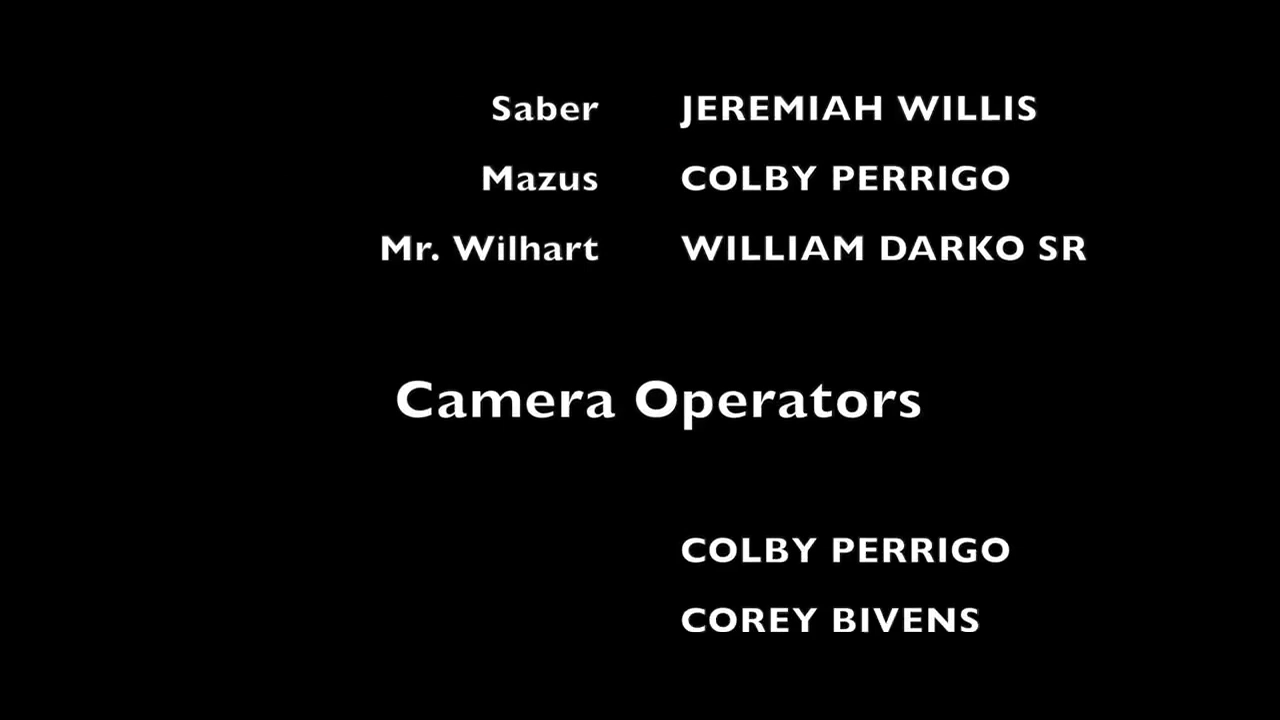 Saber JEREMIAH WILLIS
Mazus COLBY PERRIGO
Mr. Wilhart WILLIAM DARKO SR
Camera Operators
COLBY PERRIGO
COREY BIVENS